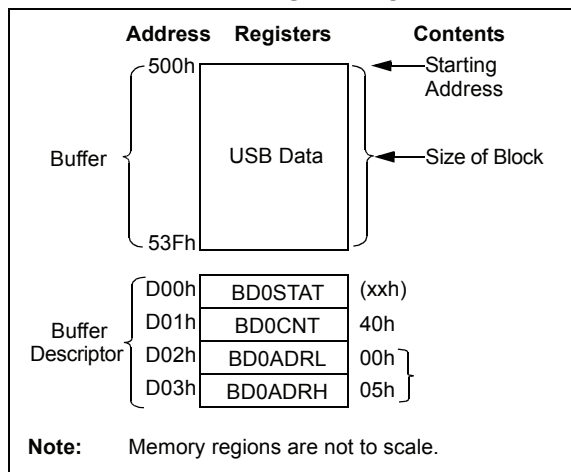 Address Registers Contents
500h Starting
Address
Buffer USB Data Size of Block
53Fh
D00h BD0STAT (xxh)
Buffer
Descriptor
D01h BD0CNT 40h
D02h BD0ADRL 00h
D03h BD0ADRH 05h
Note: Memory regions are not to scale.